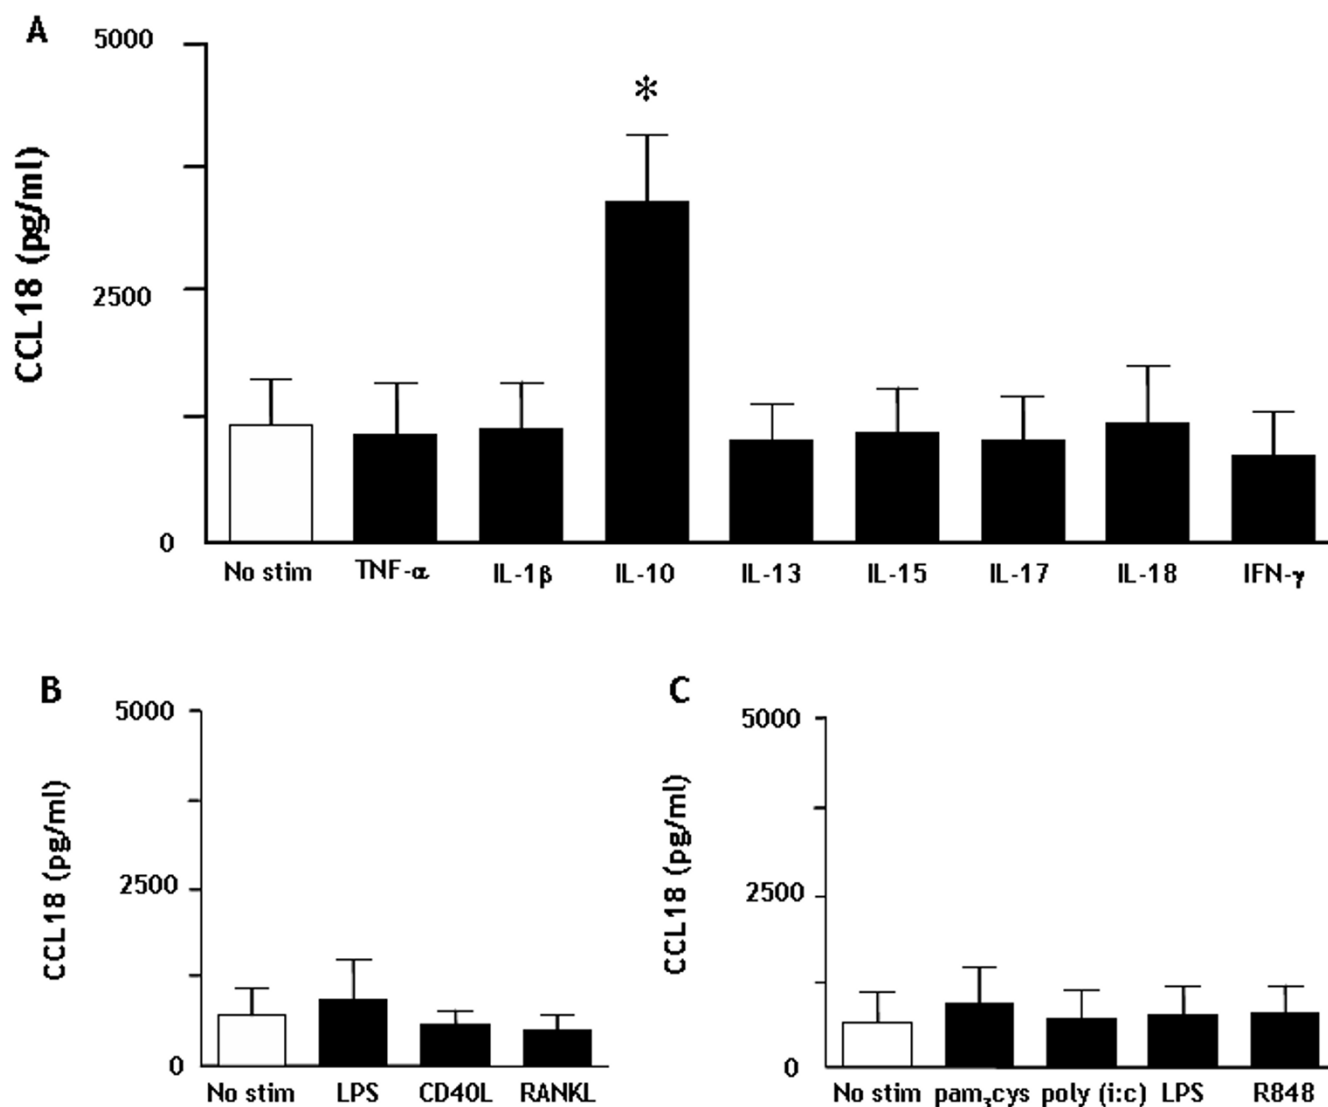 A
5000
*
CCL18 (pg/ml)
2500
0
No stim TNF-α IL-1β IL-10 IL-13 IL-15 IL-17 IL-18 IFN-γ
B
5000
CCL18 (pg/ml)
2500
0
No stim LPS CD40L RANKL
C
5000
CCL18 (pg/ml)
2500
0
No stim pam₃cys poly (i:c) LPS R848